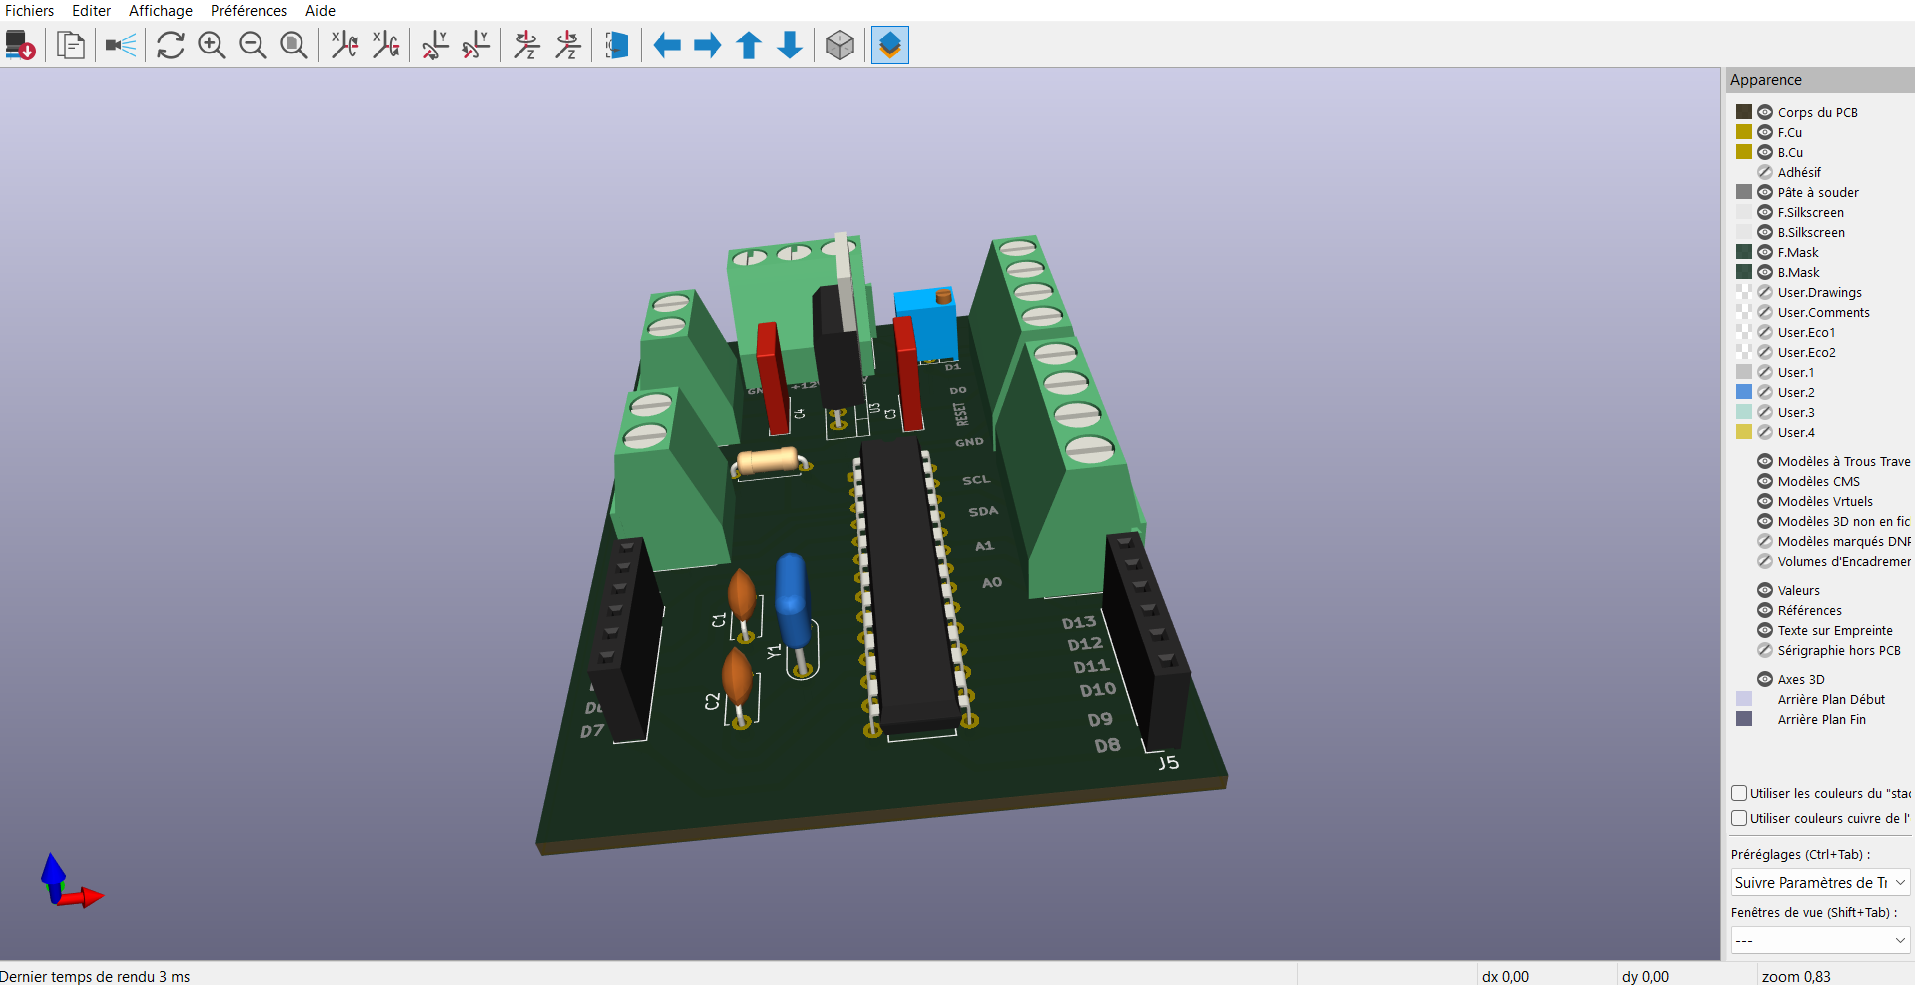 Fichiers Editer Affichage Préférences Aide
Apparence
Corps du PCB
F.Cu
B.Cu
Adhésif
Pâte à souder
F.Silkscreen
B.Silkscreen
F.Mask
B.Mask
User.Drawings
User.Comments
User.Eco1
User.Eco2
User.1
User.2
User.3
User.4
Modèles à Trous Trave
Modèles CMS
Modèles Vrtuels
Modèles 3D non en fic
Modèles marqués DNF
Volumes d'Encadremer
Valeurs
Références
Texte sur Empreinte
Sérigraphie hors PCB
Axes 3D
Arrière Plan Début
Arrière Plan Fin
Utiliser les couleurs du "stac
Utiliser couleurs cuivre de l'
Préréglages (Ctrl+Tab) :
Suivre Paramètres de Tr
Fenêtres de vue (Shift+Tab) :
---
X X Y Y Z Z
+12
C4
U3
C3
D1
D0
RESET
GND
SCL
SDA
A1
A0
C1
Y1
C2
D7
D13
D12
D11
D10
D9
D8
J5
Dernier temps de rendu 3 ms
dx 0,00
dy 0,00
zoom 0,83